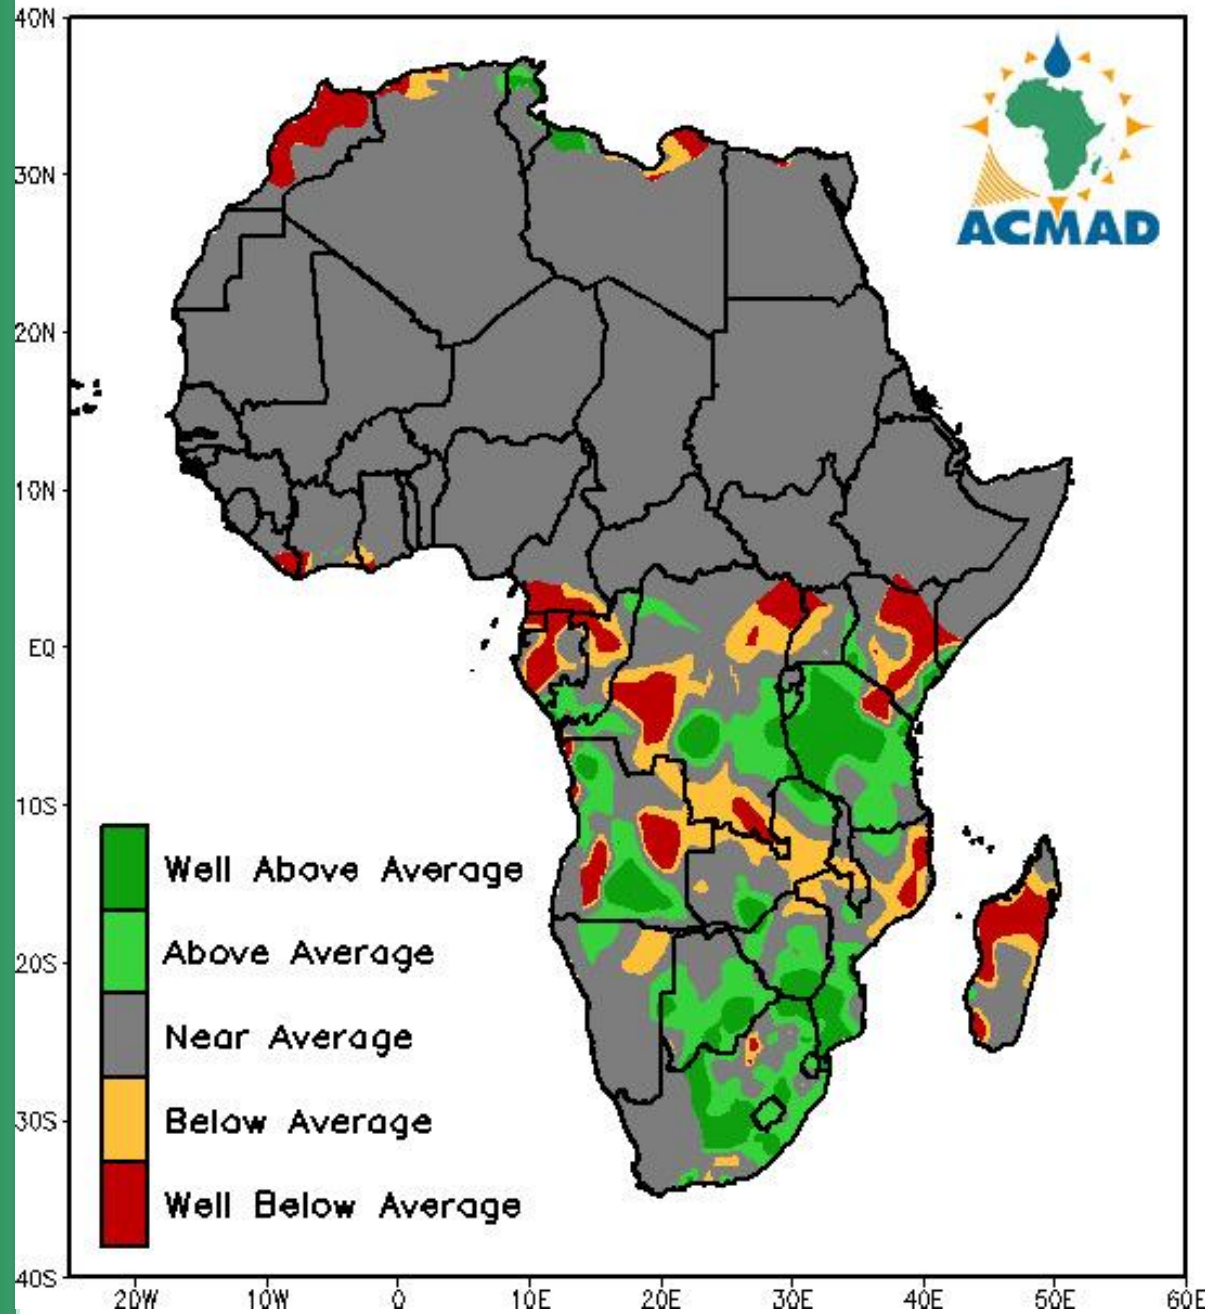 40N
30N
20N
10N
EQ
10S
20S
30S
40S
20W 10W 0 10E 20E 30E 40E 50E 60E
ACMAD
Well Above Average
Above Average
Near Average
Below Average
Well Below Average